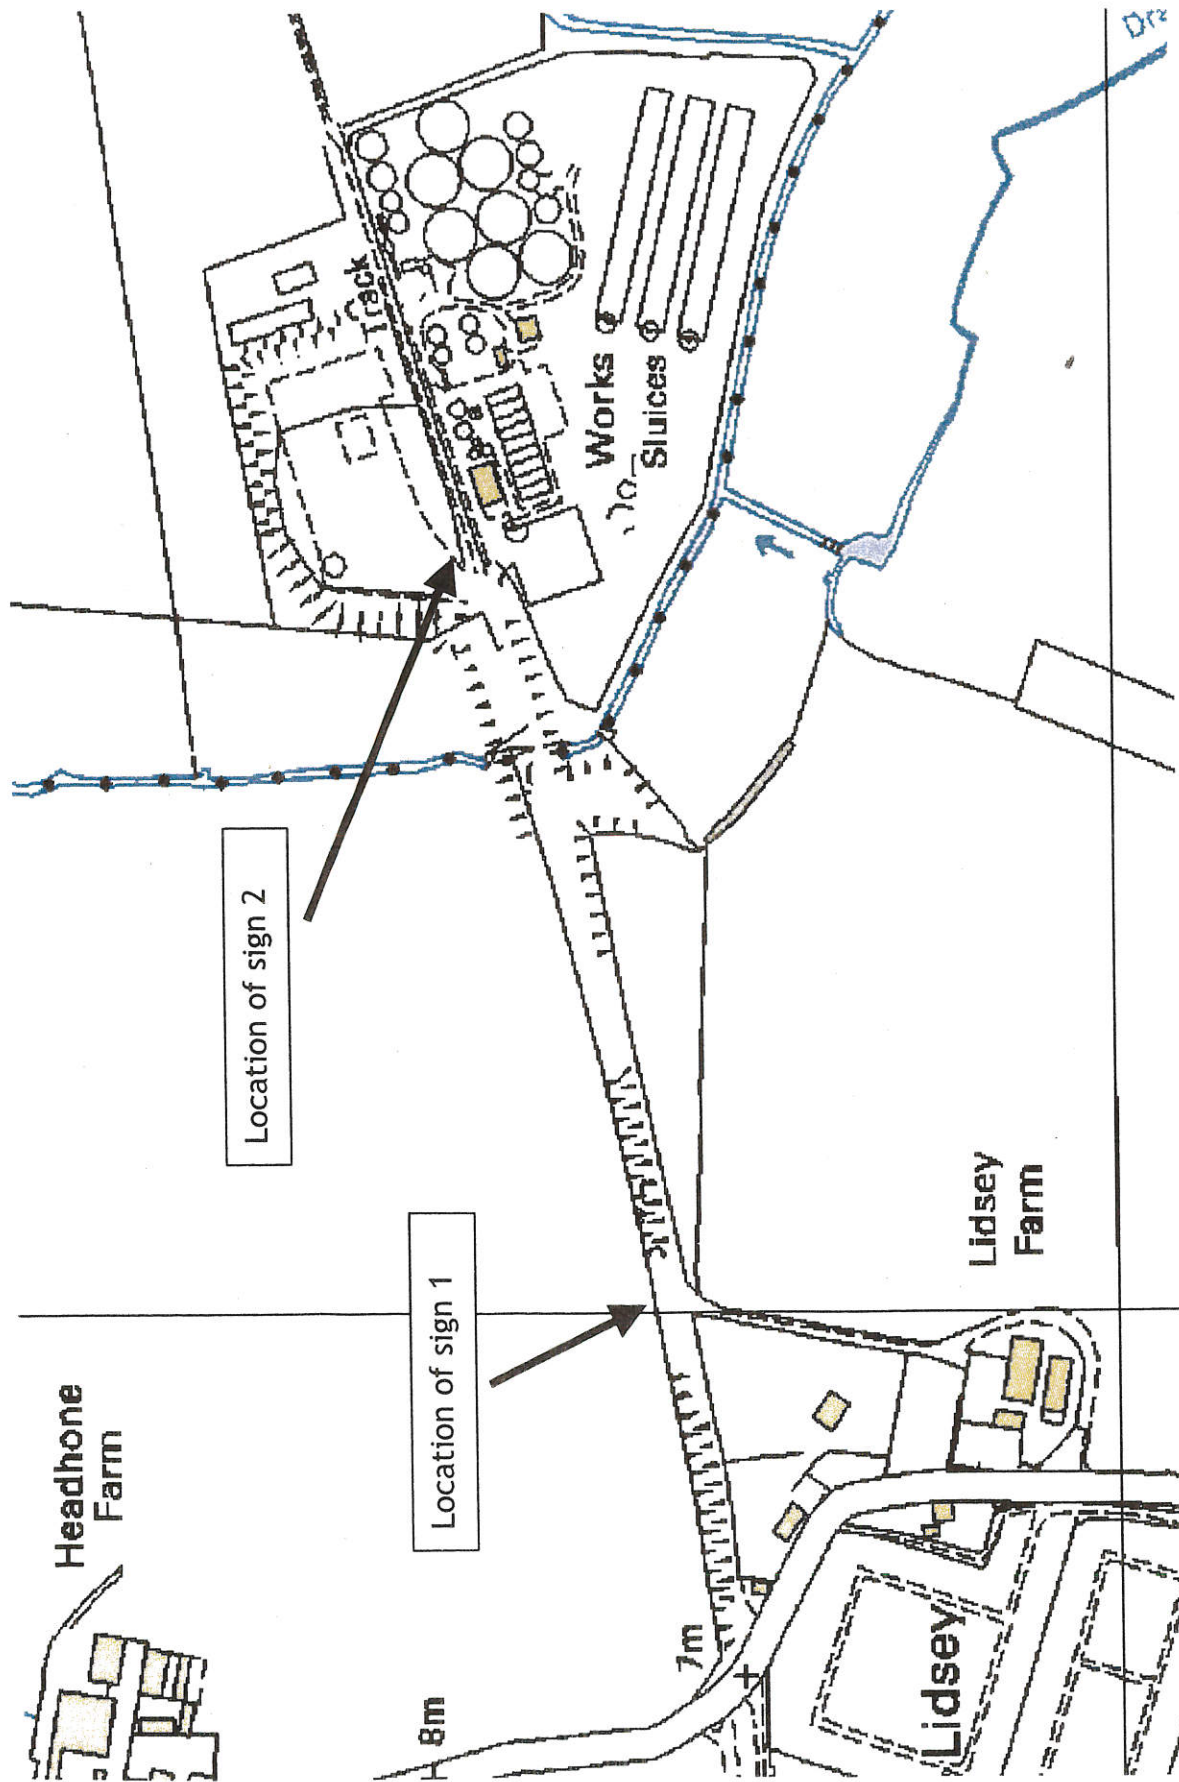 Headhone
Farm
8m
Location of sign 2
Location of sign 1
Track
Works
Sluices
7m
Lidsey
Lidsey
Farm